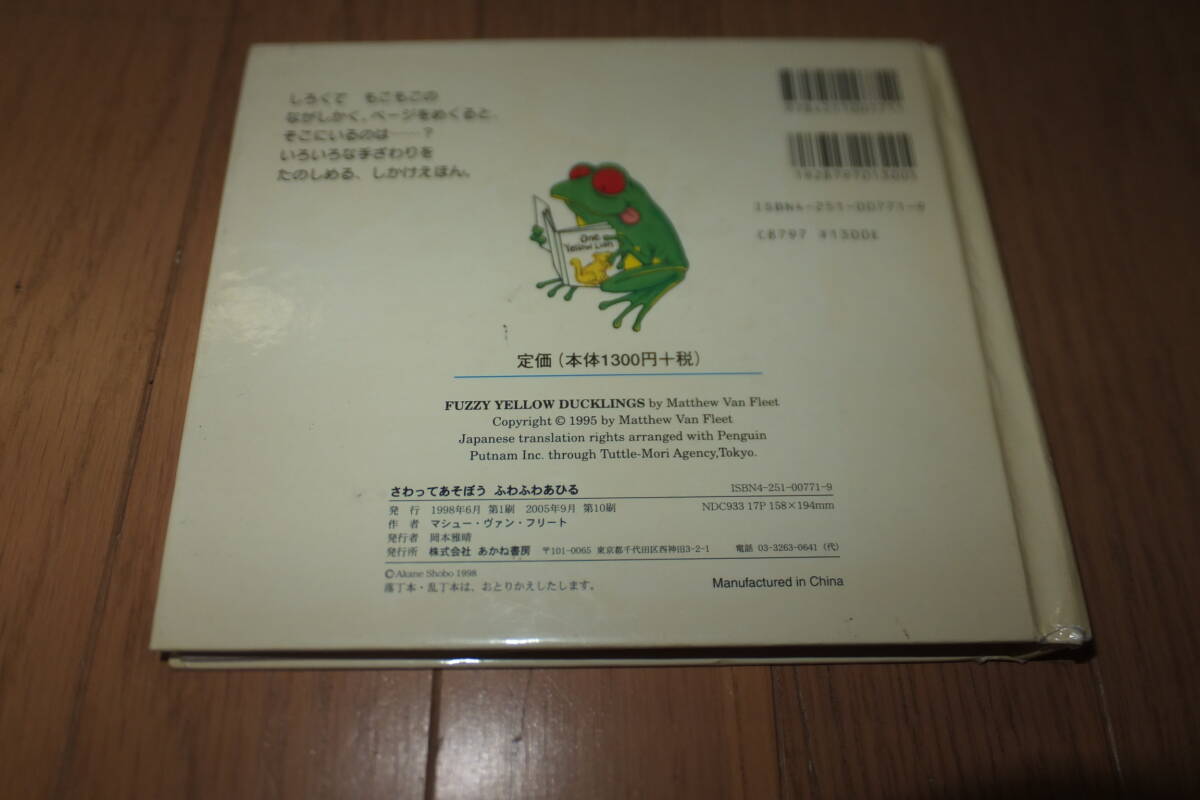 しろくて もこもこの
ながしかく。ページをめくると、
そこにいるのは——?
いろいろな手ざわりを
たのしめる、しかけえほん。
1928797013005
ISBN4-251-00771-9
C8797 ¥1300E
One
Yellow Lion
定価(本体1300円+税)
FUZZY YELLOW DUCKLINGS by Matthew Van Fleet
Copyright © 1995 by Matthew Van Fleet
Japanese translation rights arranged with Penguin
Putnam Inc. through Tuttle-Mori Agency,Tokyo.
さわってあそぼう ふわふわあひる ISBN4-251-00771-9
発 行 1998年6月 第1刷 2005年9月 第10刷 NDC933 17P 158×194mm
作 者 マシュー・ヴァン・フリート
発行者 岡本雅晴
発行所 株式会社 あかね書房 〒101-0065 東京都千代田区西神田3-2-1 電話 03-3263-0641(代)
©Akane Shobo 1998
落丁本・乱丁本は、おとりかえいたします。
Manufactured in China